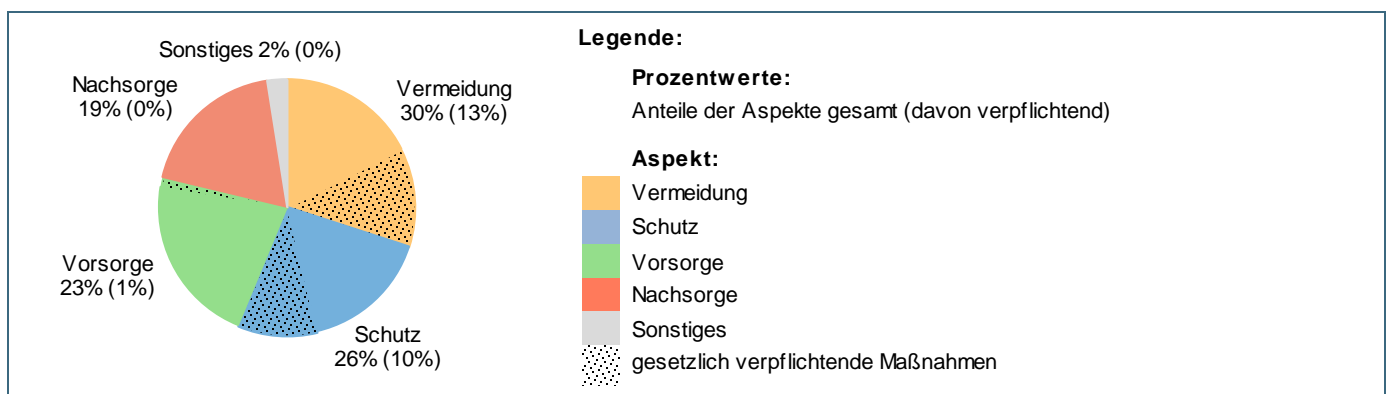 Sonstiges 2% (0%)
Nachsorge
19% (0%)
Vermeidung
30% (13%)
Vorsorge
23% (1%)
Schutz
26% (10%)
Legende:
Prozentwerte:
Anteile der Aspekte gesamt (davon verpflichtend)
Aspekt:
Vermeidung
Schutz
Vorsorge
Nachsorge
Sonstiges
gesetzlich verpflichtende Maßnahmen